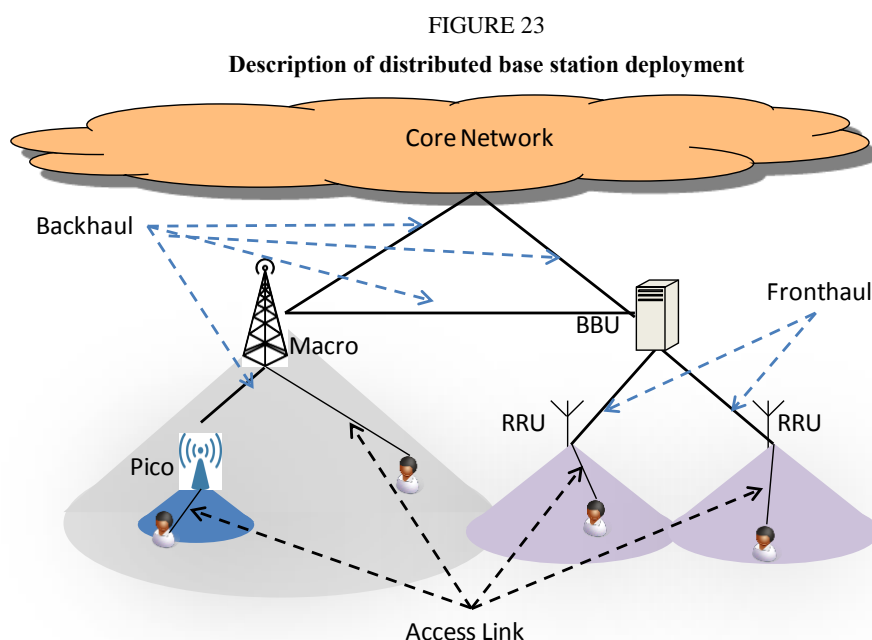 FIGURE 23
Description of distributed base station deployment
Core Network
Backhaul
Fronthaul
BBU
Macro
RRU
RRU
Pico
Access Link